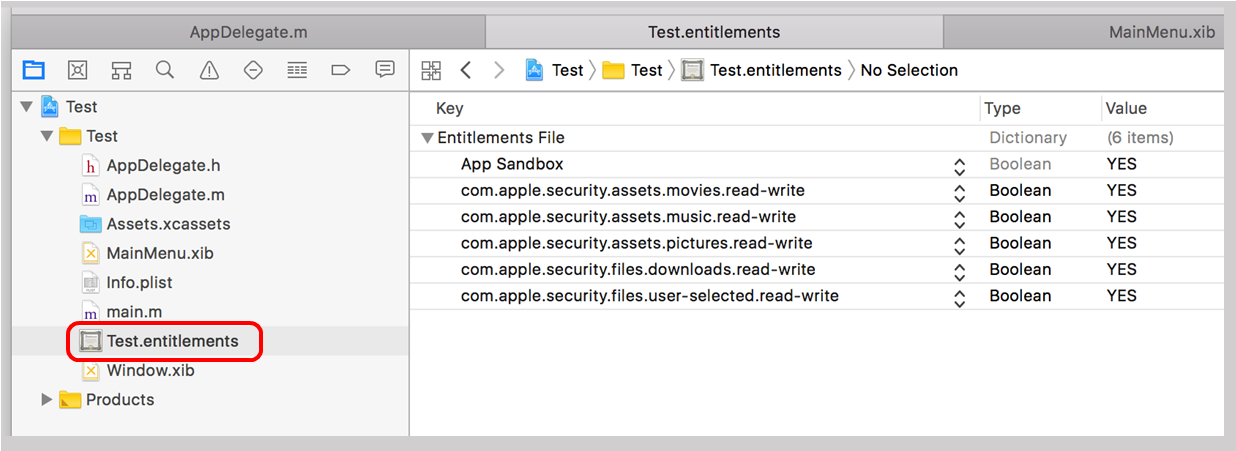 AppDelegate.m Test.entitlements MainMenu.xib
Test Test Test.entitlements No Selection
Test
Test
h AppDelegate.h
m AppDelegate.m
Assets.xcassets
MainMenu.xib
Info.plist
m main.m
Test.entitlements
Window.xib
Products
Key Type Value
Entitlements File Dictionary (6 items)
App Sandbox Boolean YES
com.apple.security.assets.movies.read-write Boolean YES
com.apple.security.assets.music.read-write Boolean YES
com.apple.security.assets.pictures.read-write Boolean YES
com.apple.security.files.downloads.read-write Boolean YES
com.apple.security.files.user-selected.read-write Boolean YES